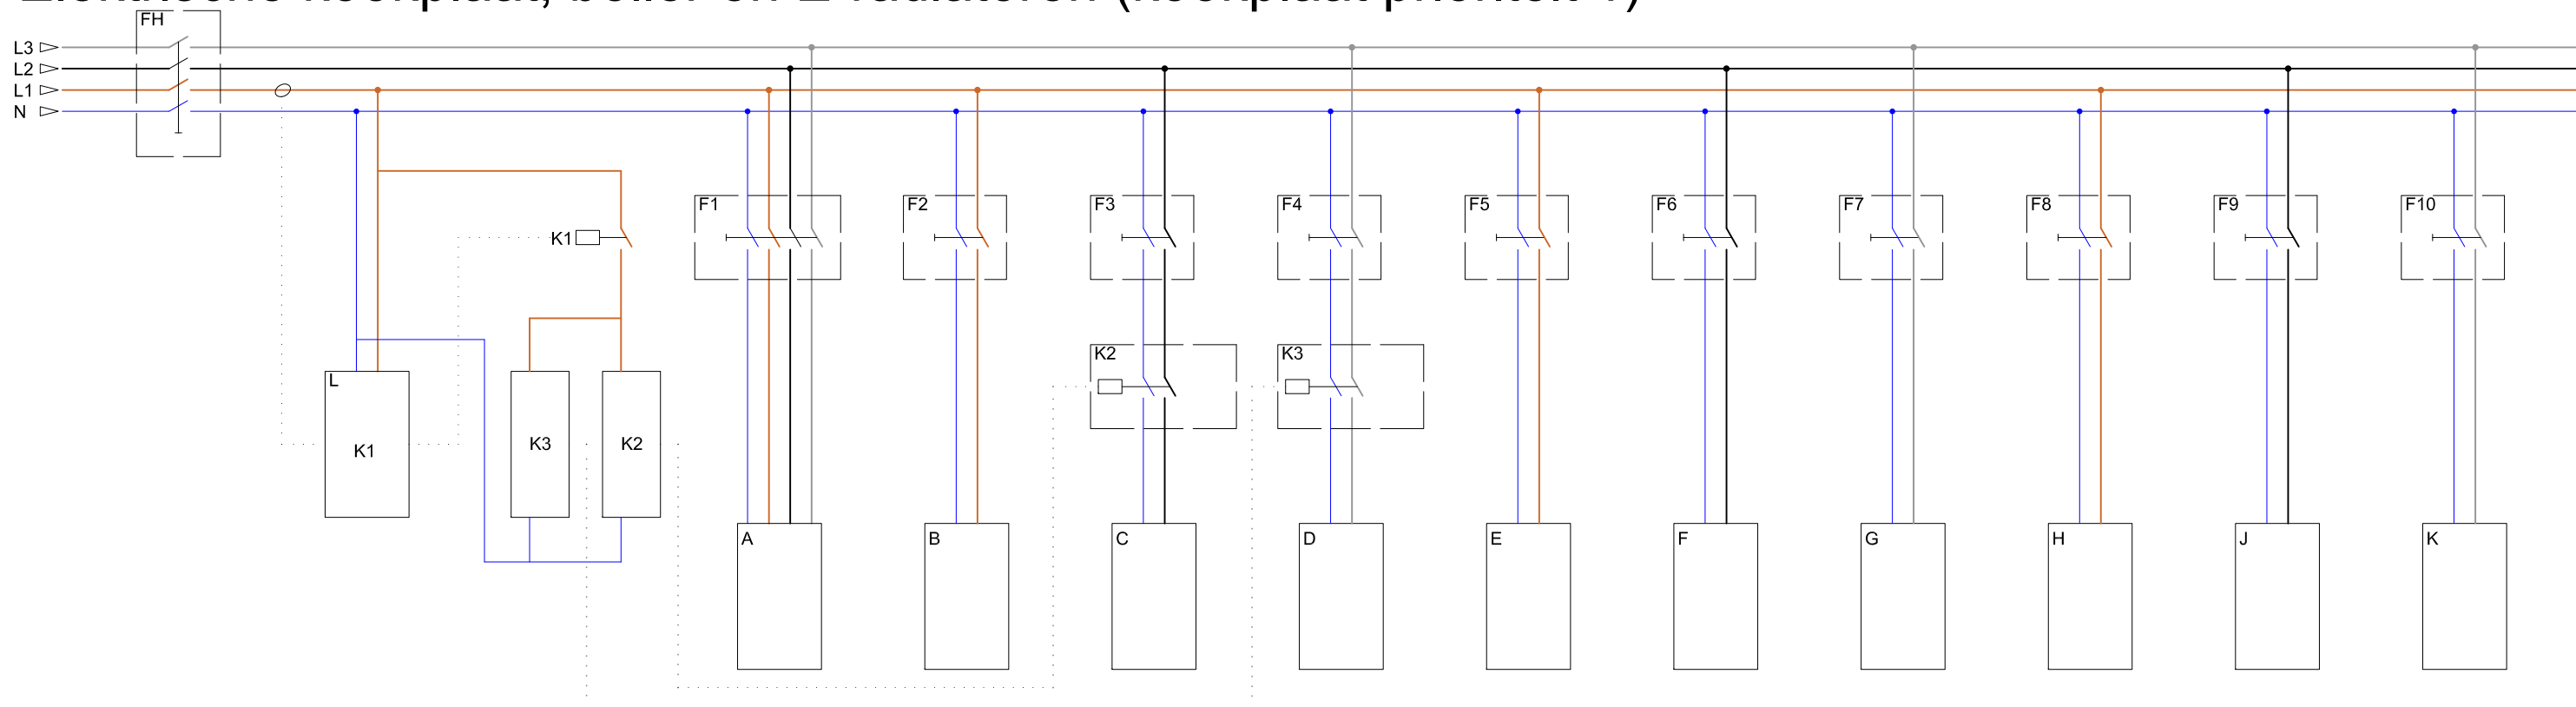 FH
L3
L2
L1
N
F1 F2 F3 F4 F5 F6 F7 F8 F9 F10
K1
K2 K3
L
K1 K3 K2
A B C D E F G H J K